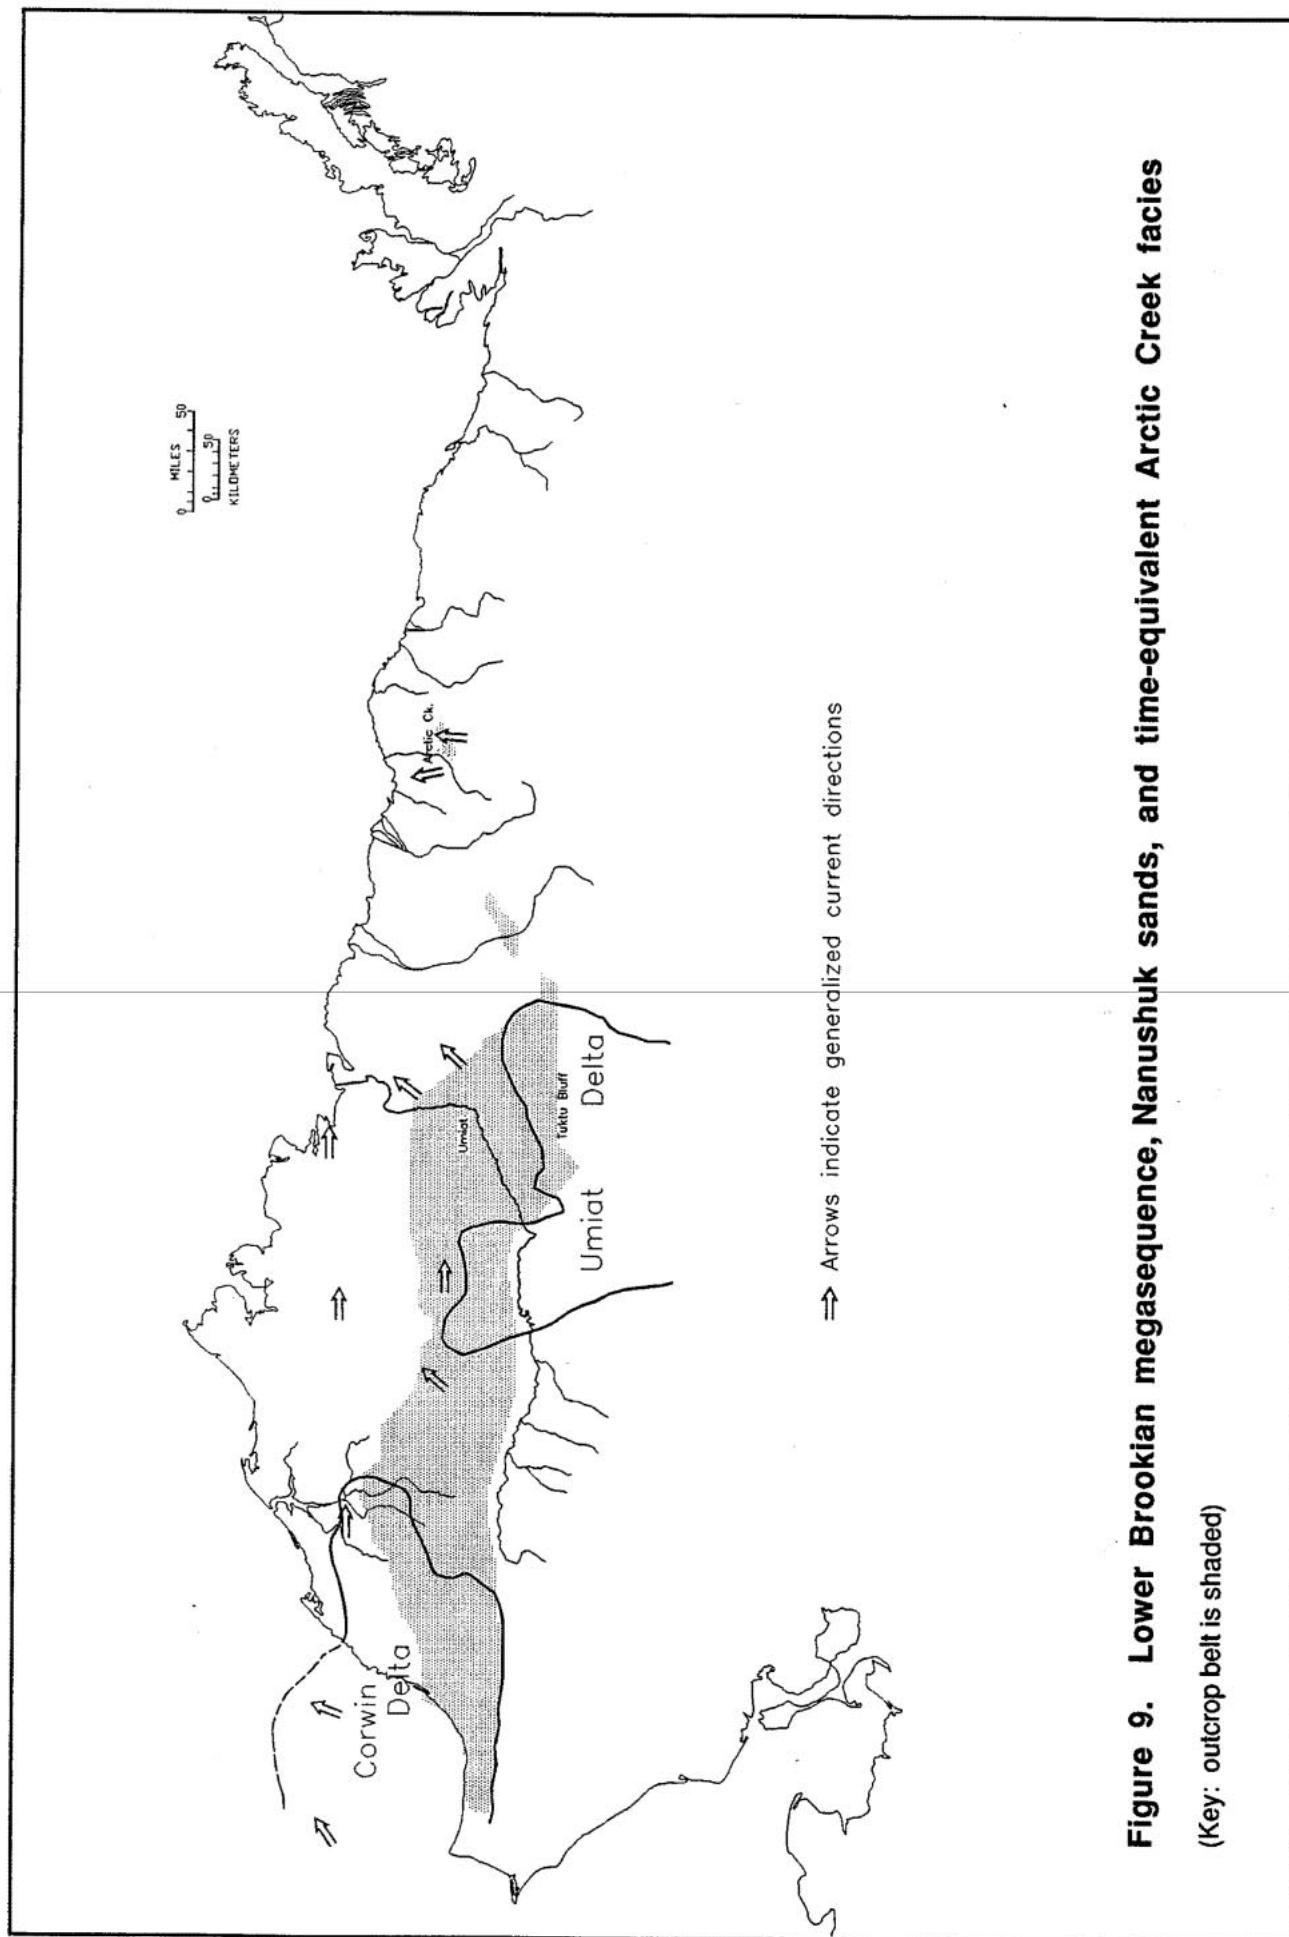 MILES
0 50
0 50
KILOMETERS
Arctic Ck.
Umiat
Tuktu Bluff
Umiat Delta
Corwin
Delta
⇒ Arrows indicate generalized current directions
Figure 9. Lower Brookian megasequence, Nanushuk sands, and time-equivalent Arctic Creek facies
(Key: outcrop belt is shaded)